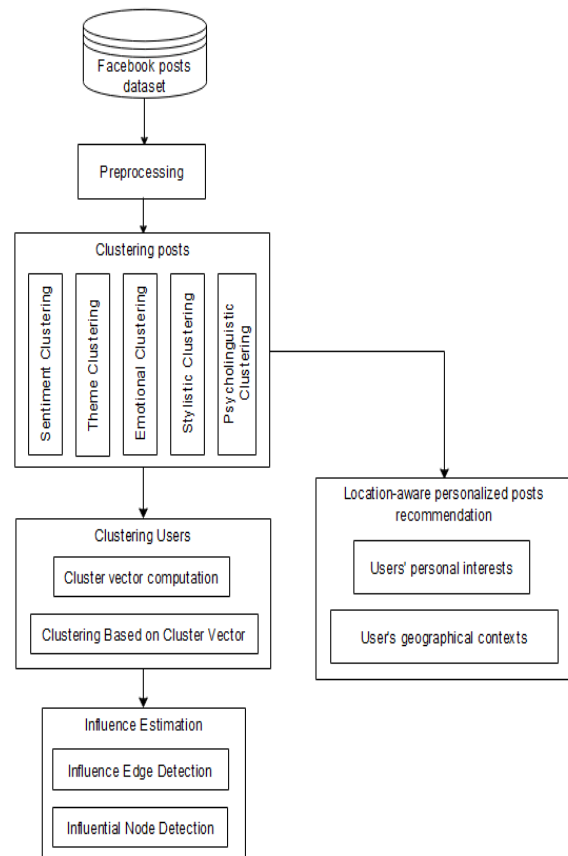 Facebook posts
dataset
Preprocessing
Clustering posts
Sentiment Clustering
Theme Clustering
Emotional Clustering
Stylistic Clustering
Psycholinguistic
Clustering
Location-aware personalized posts
recommendation
Users' personal interests
User's geographical contexts
Clustering Users
Cluster vector computation
Clustering Based on Cluster Vector
Influence Estimation
Influence Edge Detection
Influential Node Detection